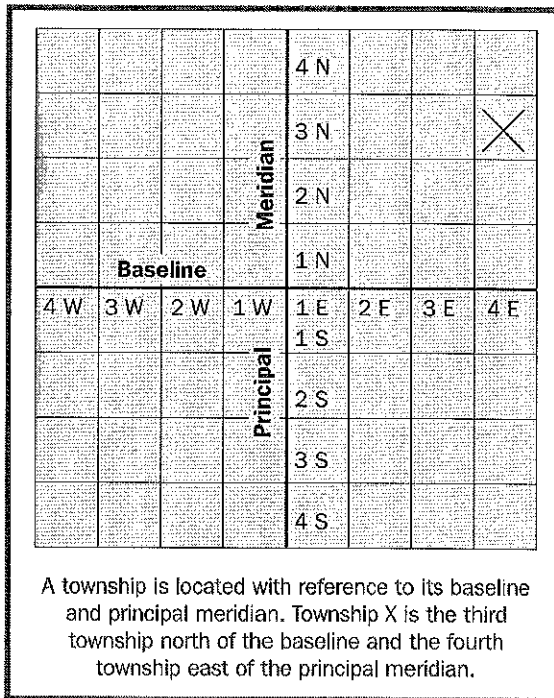 4 N
3 N
Meridian
2 N
1 N
Baseline
4 W 3 W 2 W 1 W 1 E 2 E 3 E 4 E
1 S
Principal
2 S
3 S
4 S
A township is located with reference to its baseline
and principal meridian. Township X is the third
township north of the baseline and the fourth
township east of the principal meridian.